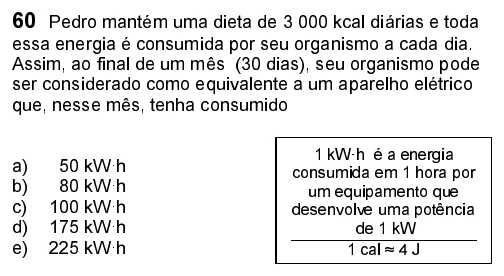 60 Pedro mantém uma dieta de 3 000 kcal diárias e toda
essa energia é consumida por seu organismo a cada dia.
Assim, ao final de um mês (30 dias), seu organismo pode
ser considerado como equivalente a um aparelho elétrico
que, nesse mês, tenha consumido
a) 50 kW·h
b) 80 kW·h
c) 100 kW·h
d) 175 kW·h
e) 225 kW·h
1 kW·h é a energia
consumida em 1 hora por
um equipamento que
desenvolve uma potência
de 1 kW
1 cal ≈ 4 J